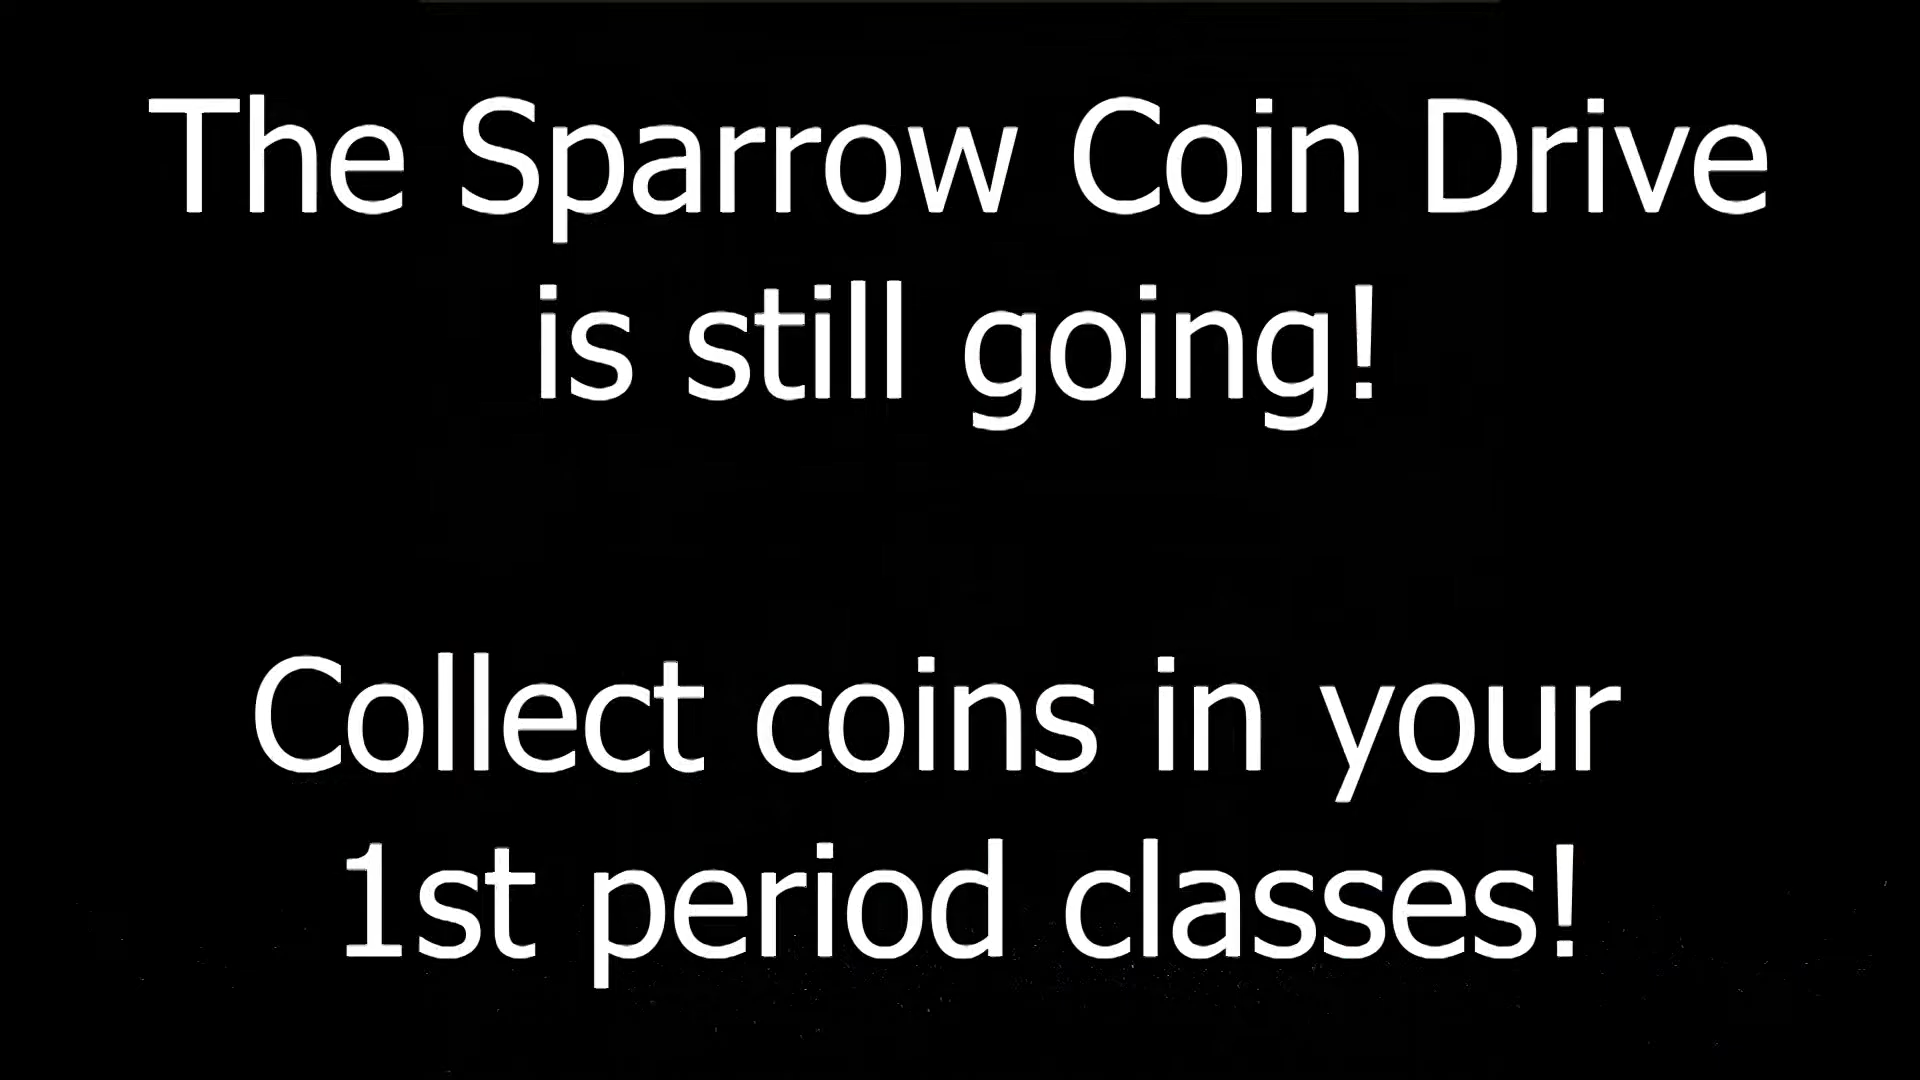 The Sparrow Coin Drive
is still going!
Collect coins in your
1st period classes!